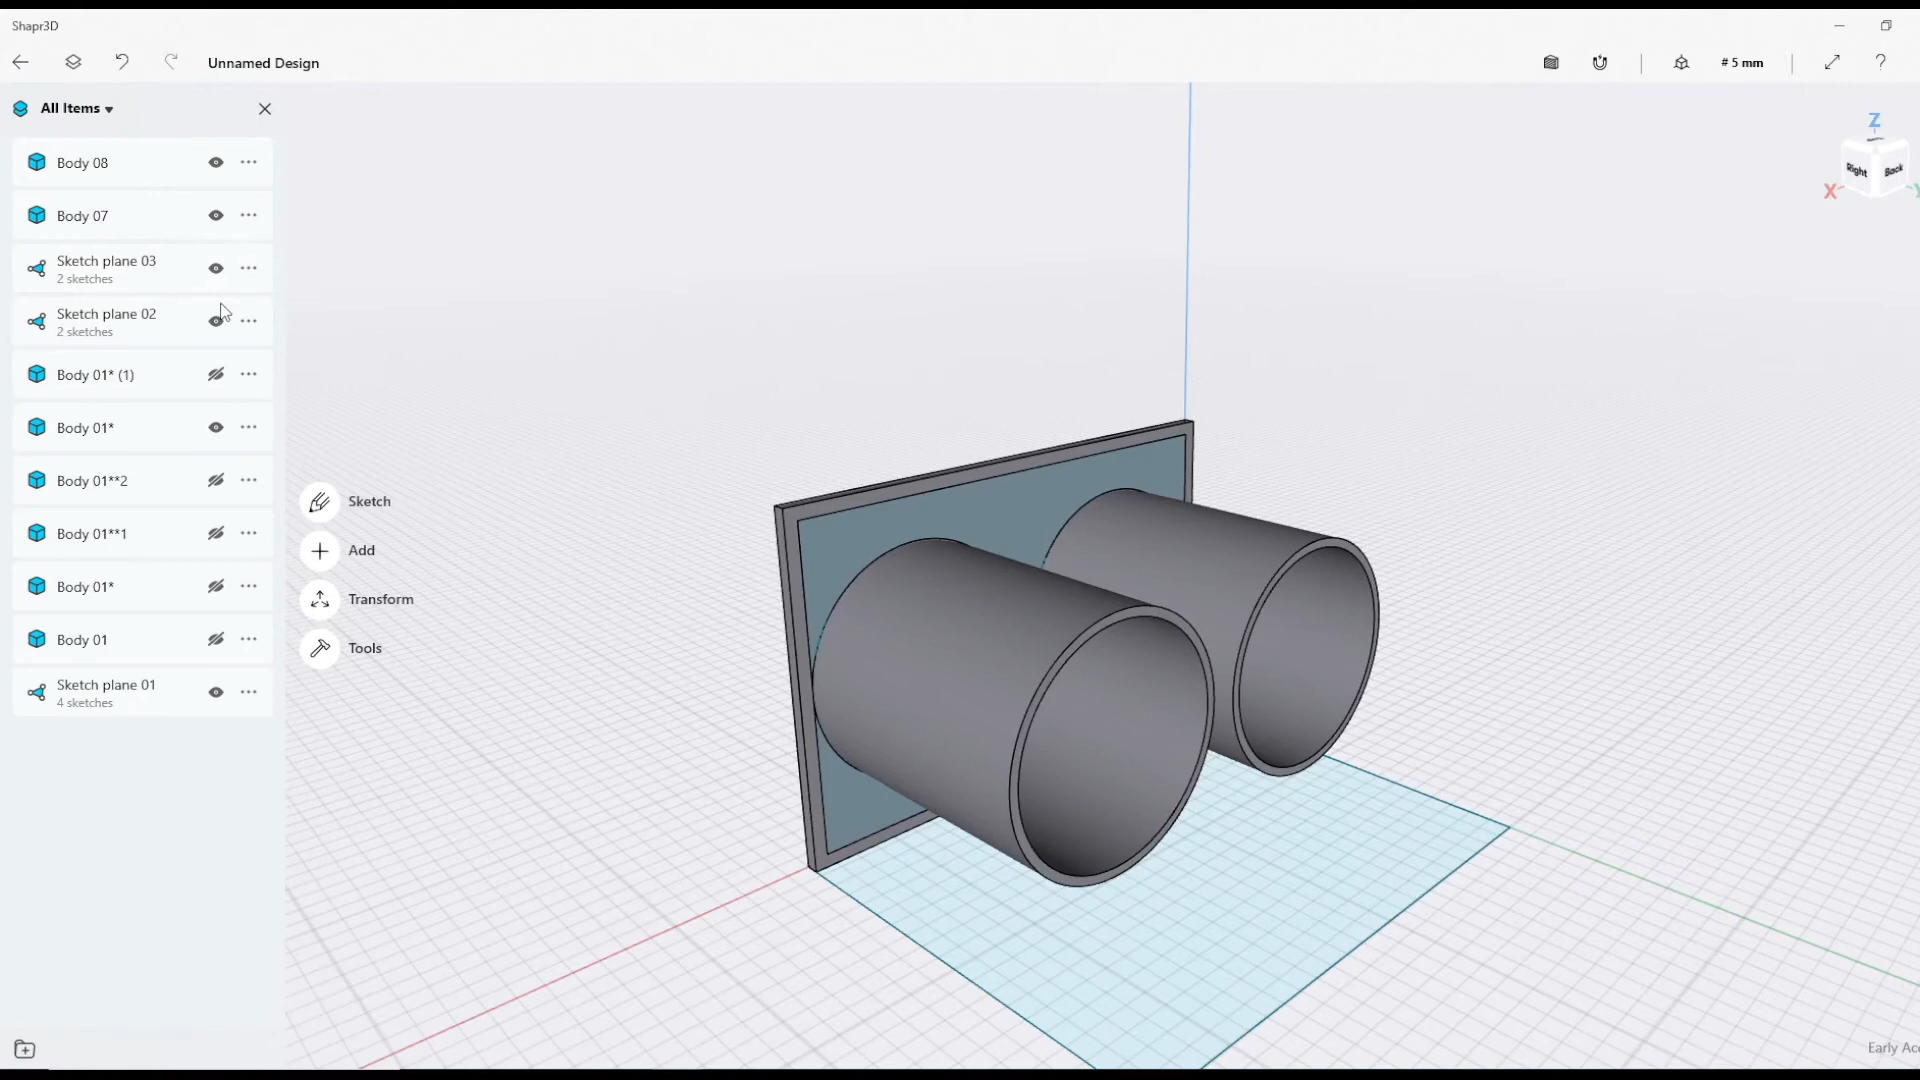 Shapr3D
Unnamed Design
# 5 mm
All Items
Z
Right
Back
X
Body 08
Body 07
Sketch plane 03
2 sketches
Sketch plane 02
2 sketches
Body 01* (1)
Body 01*
Body 01**2
Body 01**1
Body 01*
Body 01
Sketch plane 01
4 sketches
Sketch
Add
Transform
Tools
Early Acc